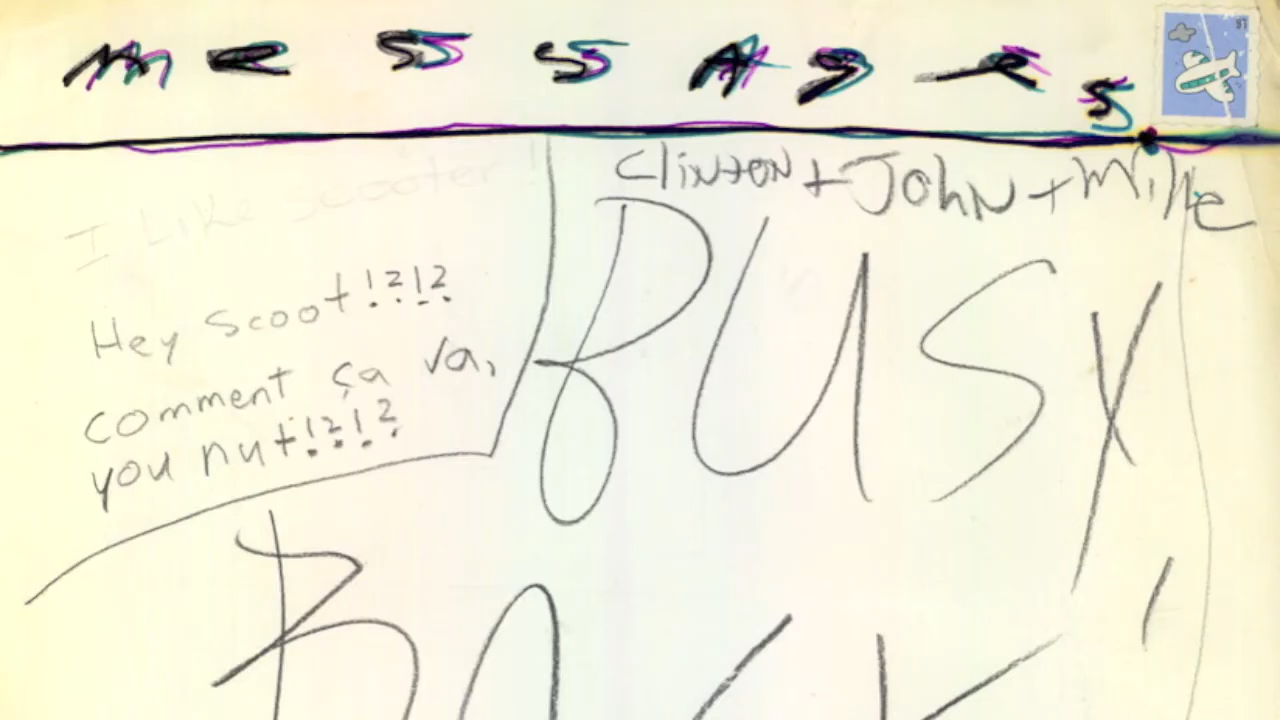 messages
I Like scooter!
Clinton + John + Mike
BUSY
Hey Scoot!?!?
comment ça va,
you nut!?!?